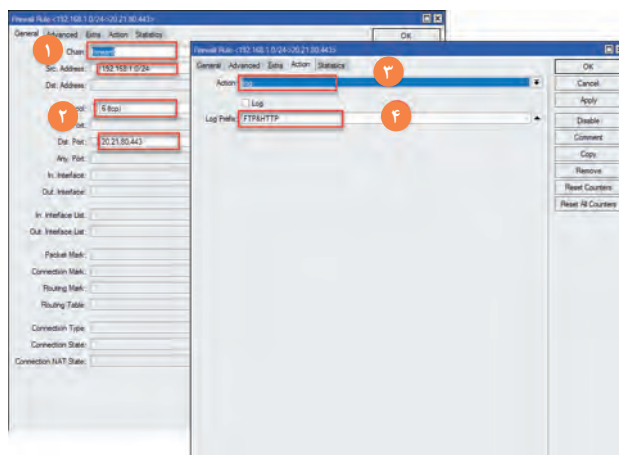 Firewall Rule <192.168.1.0/24->20,21,80,443>
General Advanced Extra Action Statistics
OK
۱
Chain: forward
Src. Address: 192.168.1.0/24
Dst. Address:
۲
6 (tcp)
Dst. Port: 20,21,80,443
Any. Port:
In. Interface:
Out. Interface:
In. Interface List:
Out. Interface List:
Packet Mark:
Connection Mark:
Routing Mark:
Routing Table:
Connection Type:
Connection State:
Connection NAT State:
Firewall Rule <192.168.1.0/24->20,21,80,443>
General Advanced Extra Action Statistics
۳
Action: log
Log
۴
Log Prefix: FTP&HTTP
OK
Cancel
Apply
Disable
Comment
Copy
Remove
Reset Counters
Reset All Counters